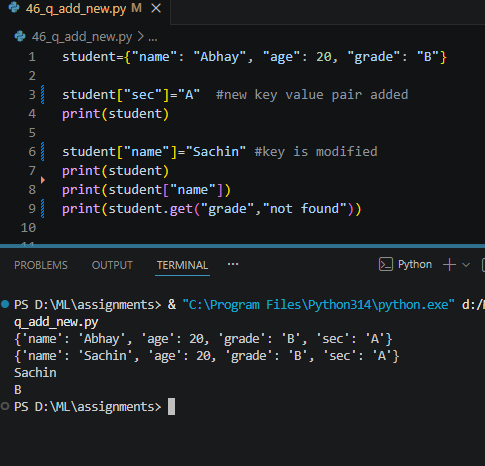 46_q_add_new.py M ×
46_q_add_new.py > ...
1 student={"name": "Abhay", "age": 20, "grade": "B"}
2
3 student["sec"]="A"  #new key value pair added
4 print(student)
5
6 student["name"]="Sachin" #key is modified
7 print(student)
8 print(student["name"])
9 print(student.get("grade","not found"))
10
PROBLEMS OUTPUT TERMINAL ... Python
PS D:\ML\assignments> & "C:\Program Files\Python314\python.exe" d:/
q_add_new.py
{'name': 'Abhay', 'age': 20, 'grade': 'B', 'sec': 'A'}
{'name': 'Sachin', 'age': 20, 'grade': 'B', 'sec': 'A'}
Sachin
B
PS D:\ML\assignments>